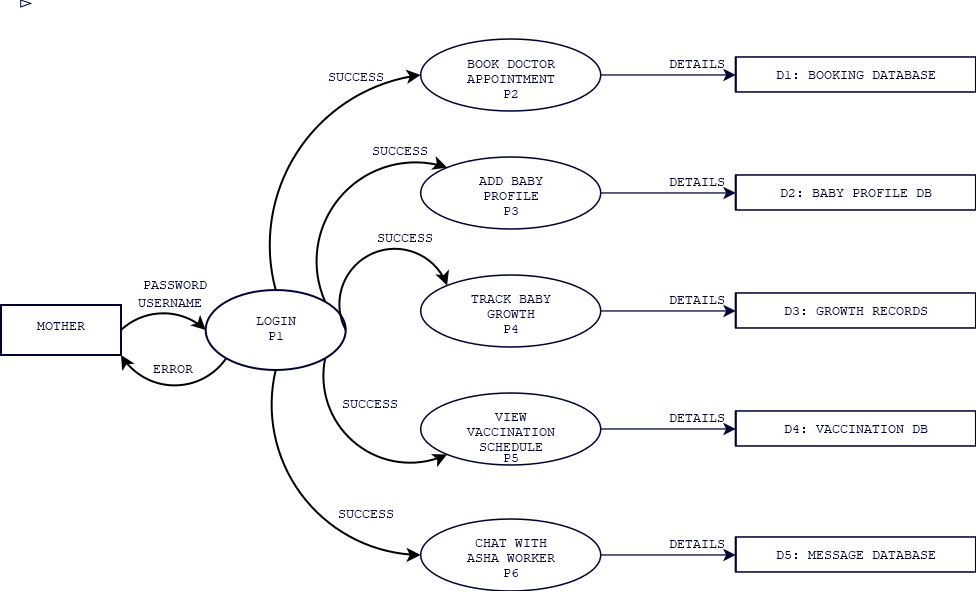 SUCCESS
BOOK DOCTOR
APPOINTMENT
P2
DETAILS
D1: BOOKING DATABASE
SUCCESS
ADD BABY
PROFILE
P3
DETAILS
D2: BABY PROFILE DB
SUCCESS
TRACK BABY
GROWTH
P4
DETAILS
D3: GROWTH RECORDS
MOTHER
PASSWORD
USERNAME
ERROR
LOGIN
P1
SUCCESS
VIEW
VACCINATION
SCHEDULE
P5
DETAILS
D4: VACCINATION DB
SUCCESS
CHAT WITH
ASHA WORKER
P6
DETAILS
D5: MESSAGE DATABASE